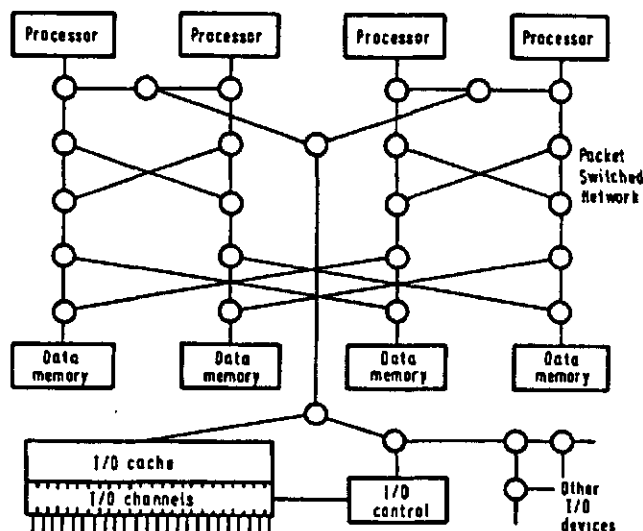 Processor
Processor
Processor
Processor
Packet
Switched
Network
Data
memory
Data
memory
Data
memory
Data
memory
I/O cache
I/O channels
I/O
control
Other
I/O
devices